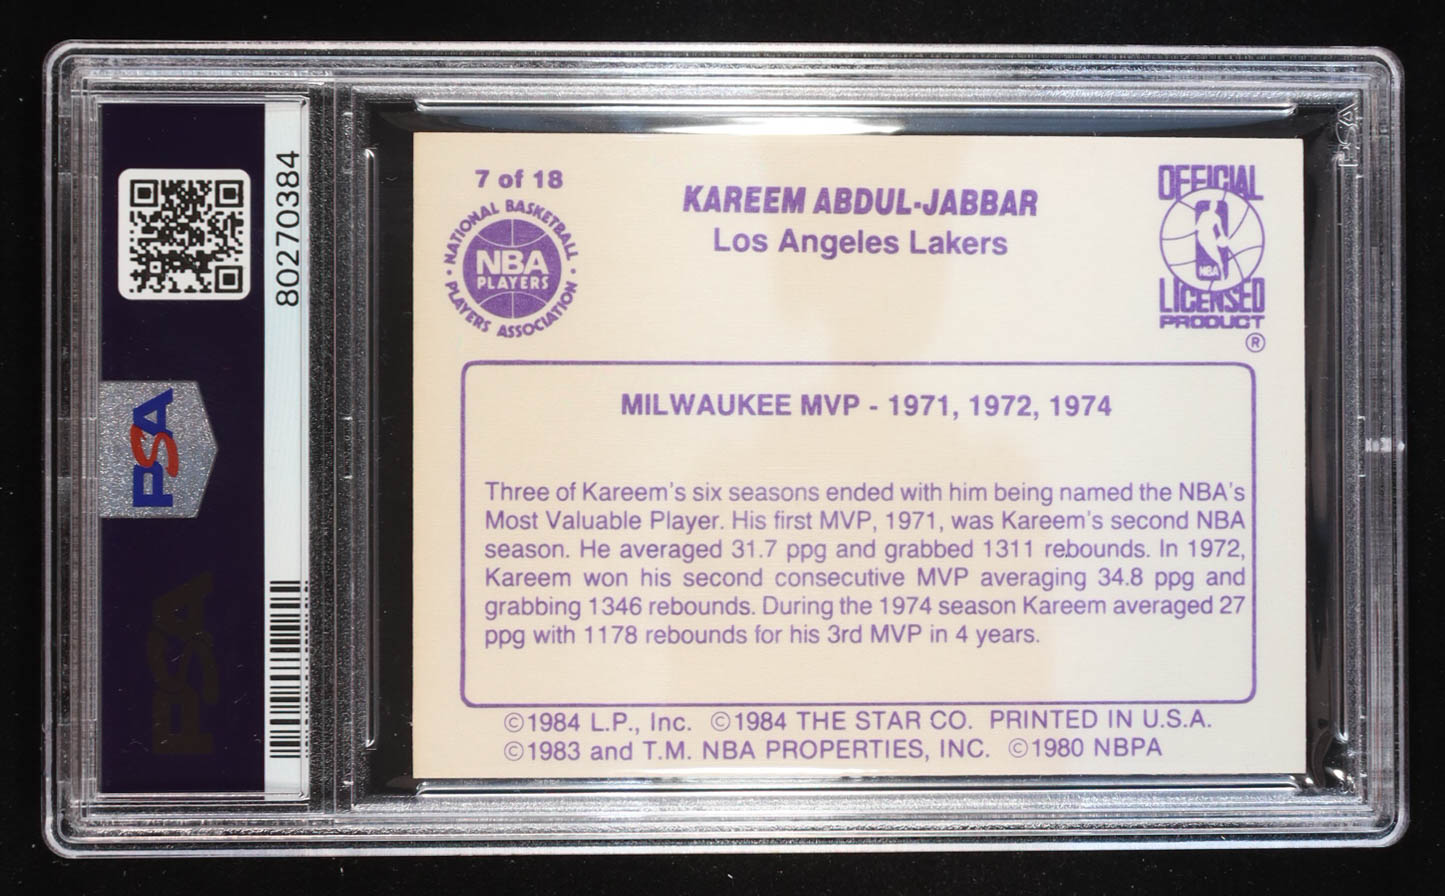 80270384
PSA
PSA
PSA
7 of 18
NATIONAL BASKETBALL
NBA
PLAYERS
PLAYERS ASSOCIATION
KAREEM ABDUL-JABBAR
Los Angeles Lakers
OFFICIAL
NBA
LICENSED
PRODUCT
®
MILWAUKEE MVP - 1971, 1972, 1974
Three of Kareem's six seasons ended with him being named the NBA's
Most Valuable Player. His first MVP, 1971, was Kareem's second NBA
season. He averaged 31.7 ppg and grabbed 1311 rebounds. In 1972,
Kareem won his second consecutive MVP averaging 34.8 ppg and
grabbing 1346 rebounds. During the 1974 season Kareem averaged 27
ppg with 1178 rebounds for his 3rd MVP in 4 years.
©1984 L.P., Inc. ©1984 THE STAR CO. PRINTED IN U.S.A.
©1983 and T.M. NBA PROPERTIES, INC. ©1980 NBPA